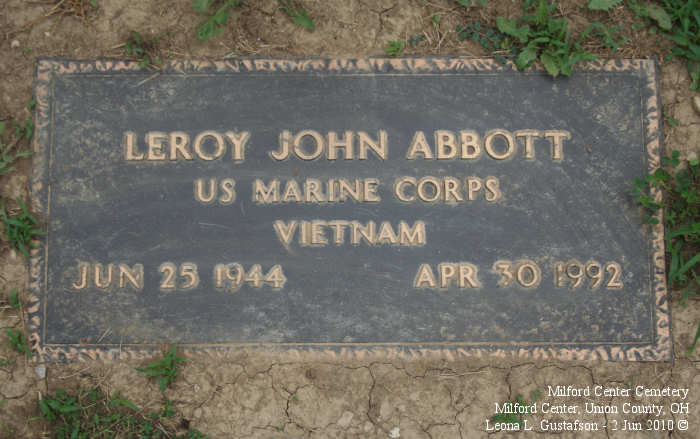 LEROY JOHN ABBOTT
US MARINE CORPS
VIETNAM
JUN 25 1944 APR 30 1992
Milford Center Cemetery
Milford Center, Union County, OH
Leona L. Gustafson - 2 Jun 2010 ©